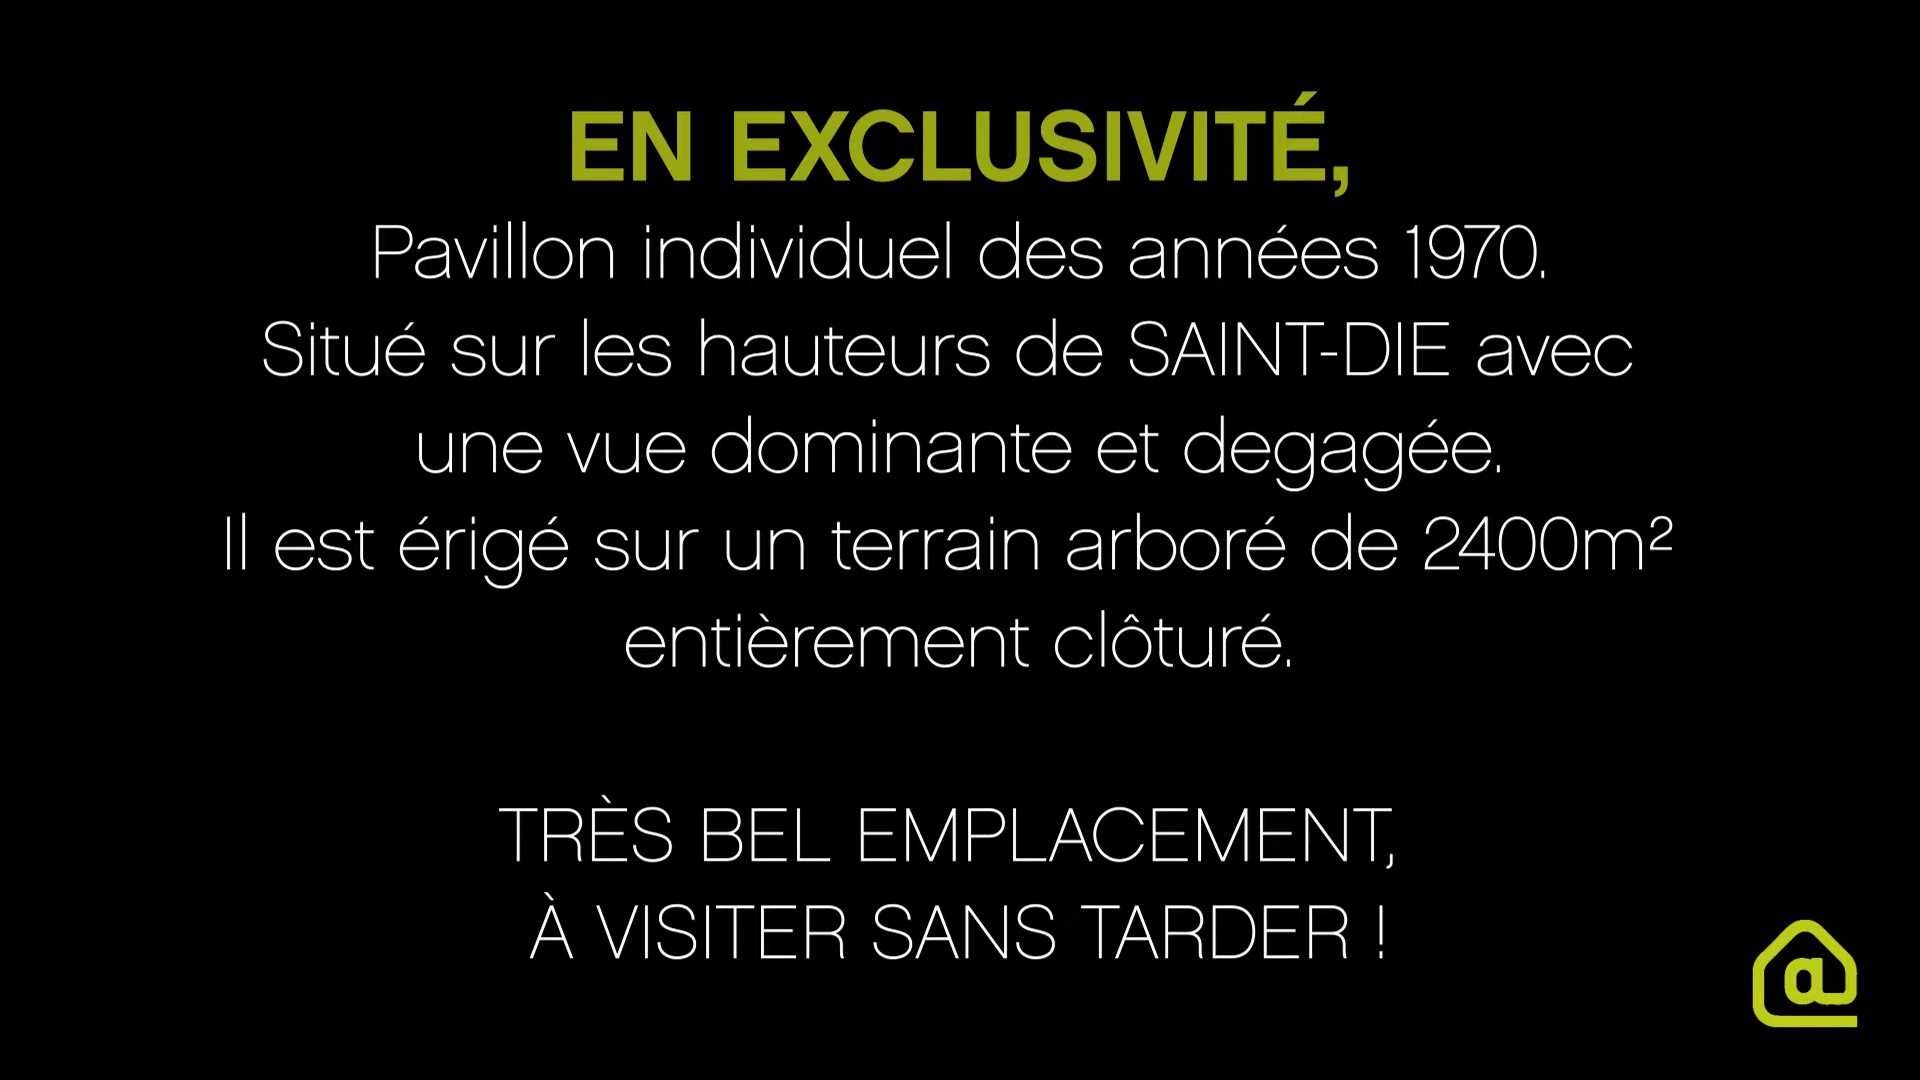 EN EXCLUSIVITÉ,
Pavillon individuel des années 1970.
Situé sur les hauteurs de SAINT-DIE avec
une vue dominante et degagée.
Il est érigé sur un terrain arboré de 2400m²
entièrement clôturé.
TRÈS BEL EMPLACEMENT,
À VISITER SANS TARDER !
@